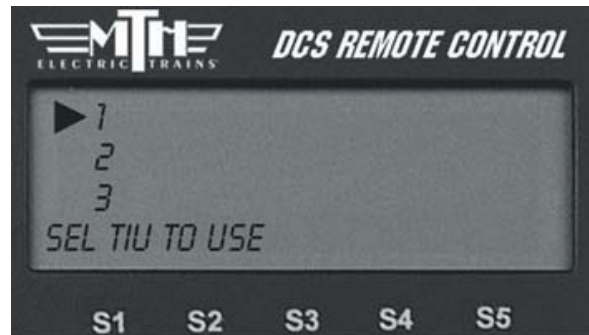 MTH DCS REMOTE CONTROL
ELECTRIC TRAINS
▶1
2
3
SEL TIU TO USE
S1 S2 S3 S4 S5